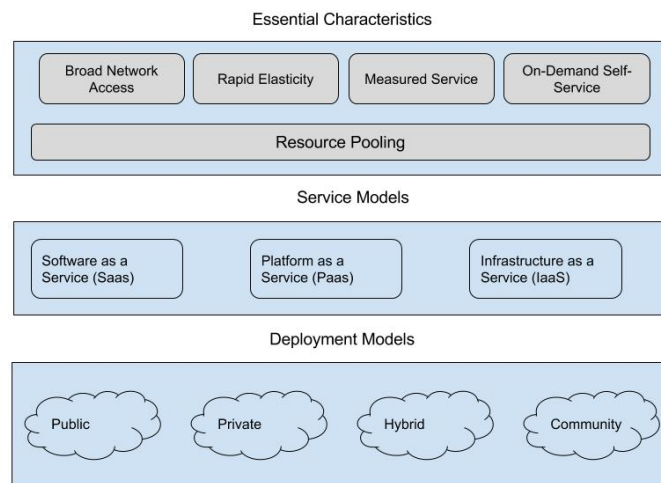 Essential Characteristics
Broad Network
Access
Rapid Elasticity
Measured Service
On-Demand Self-
Service
Resource Pooling
Service Models
Software as a
Service (Saas)
Platform as a
Service (Paas)
Infrastructure as a
Service (IaaS)
Deployment Models
Public
Private
Hybrid
Community